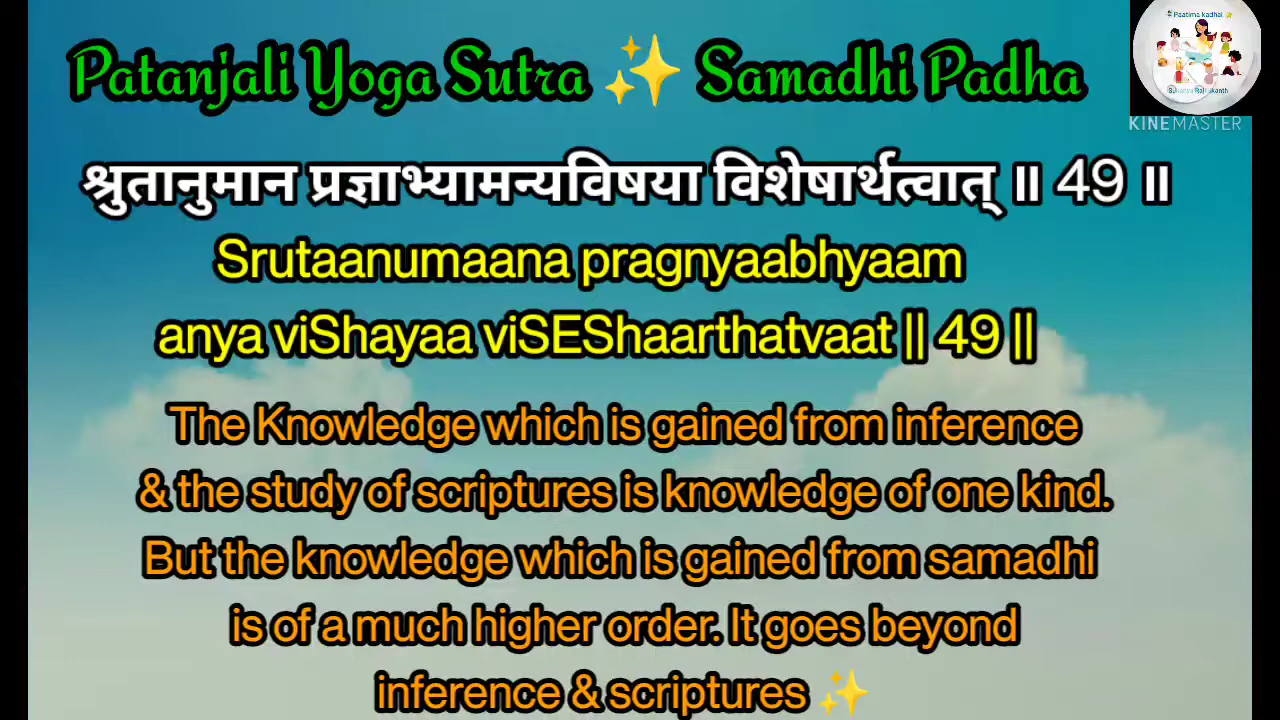 Patanjali Yoga Sutra ✨ Samadhi Padha
Paatima kadhai
KINEMASTER
श्रुतानुमान प्रज्ञाभ्यामन्यविषया विशेषार्थत्वात् ॥ 49 ॥
Srutaanumaana pragnyaabhyaam
anya viShayaa viSEShaarthatvaat || 49 ||
The Knowledge which is gained from inference
& the study of scriptures is knowledge of one kind.
But the knowledge which is gained from samadhi
is of a much higher order. It goes beyond
inference & scriptures ✨